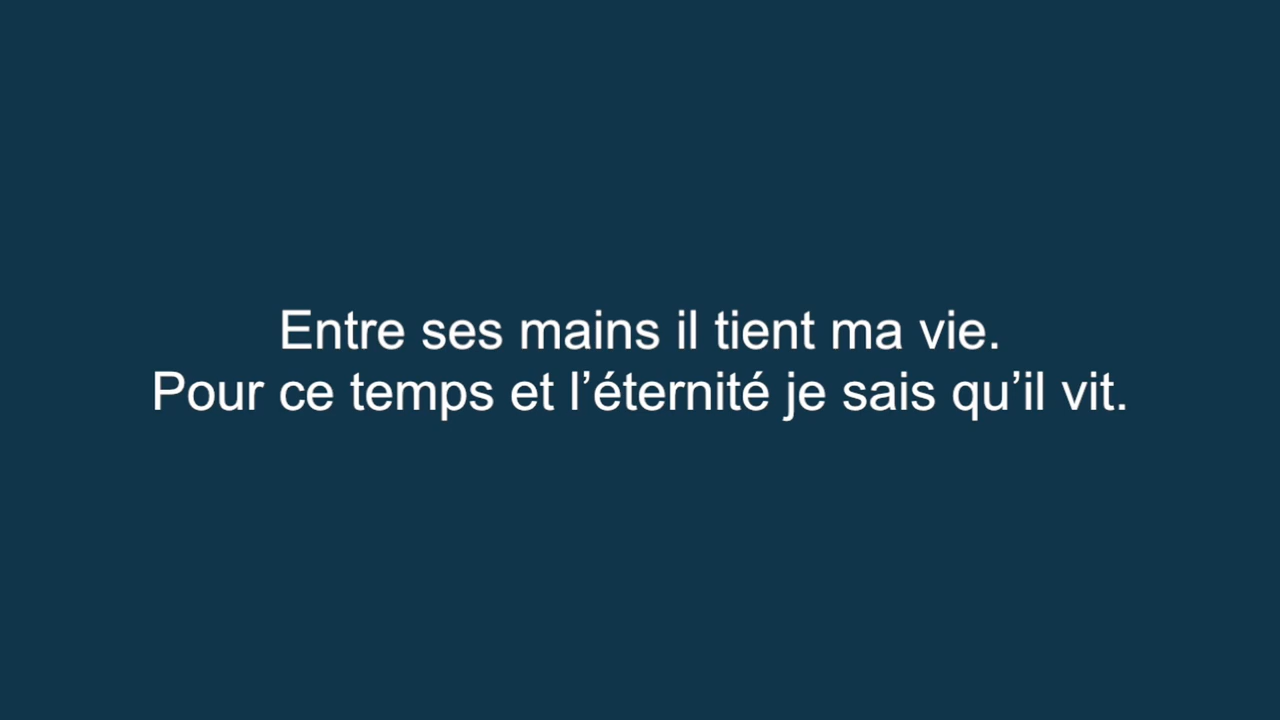 Entre ses mains il tient ma vie.
Pour ce temps et l’éternité je sais qu’il vit.